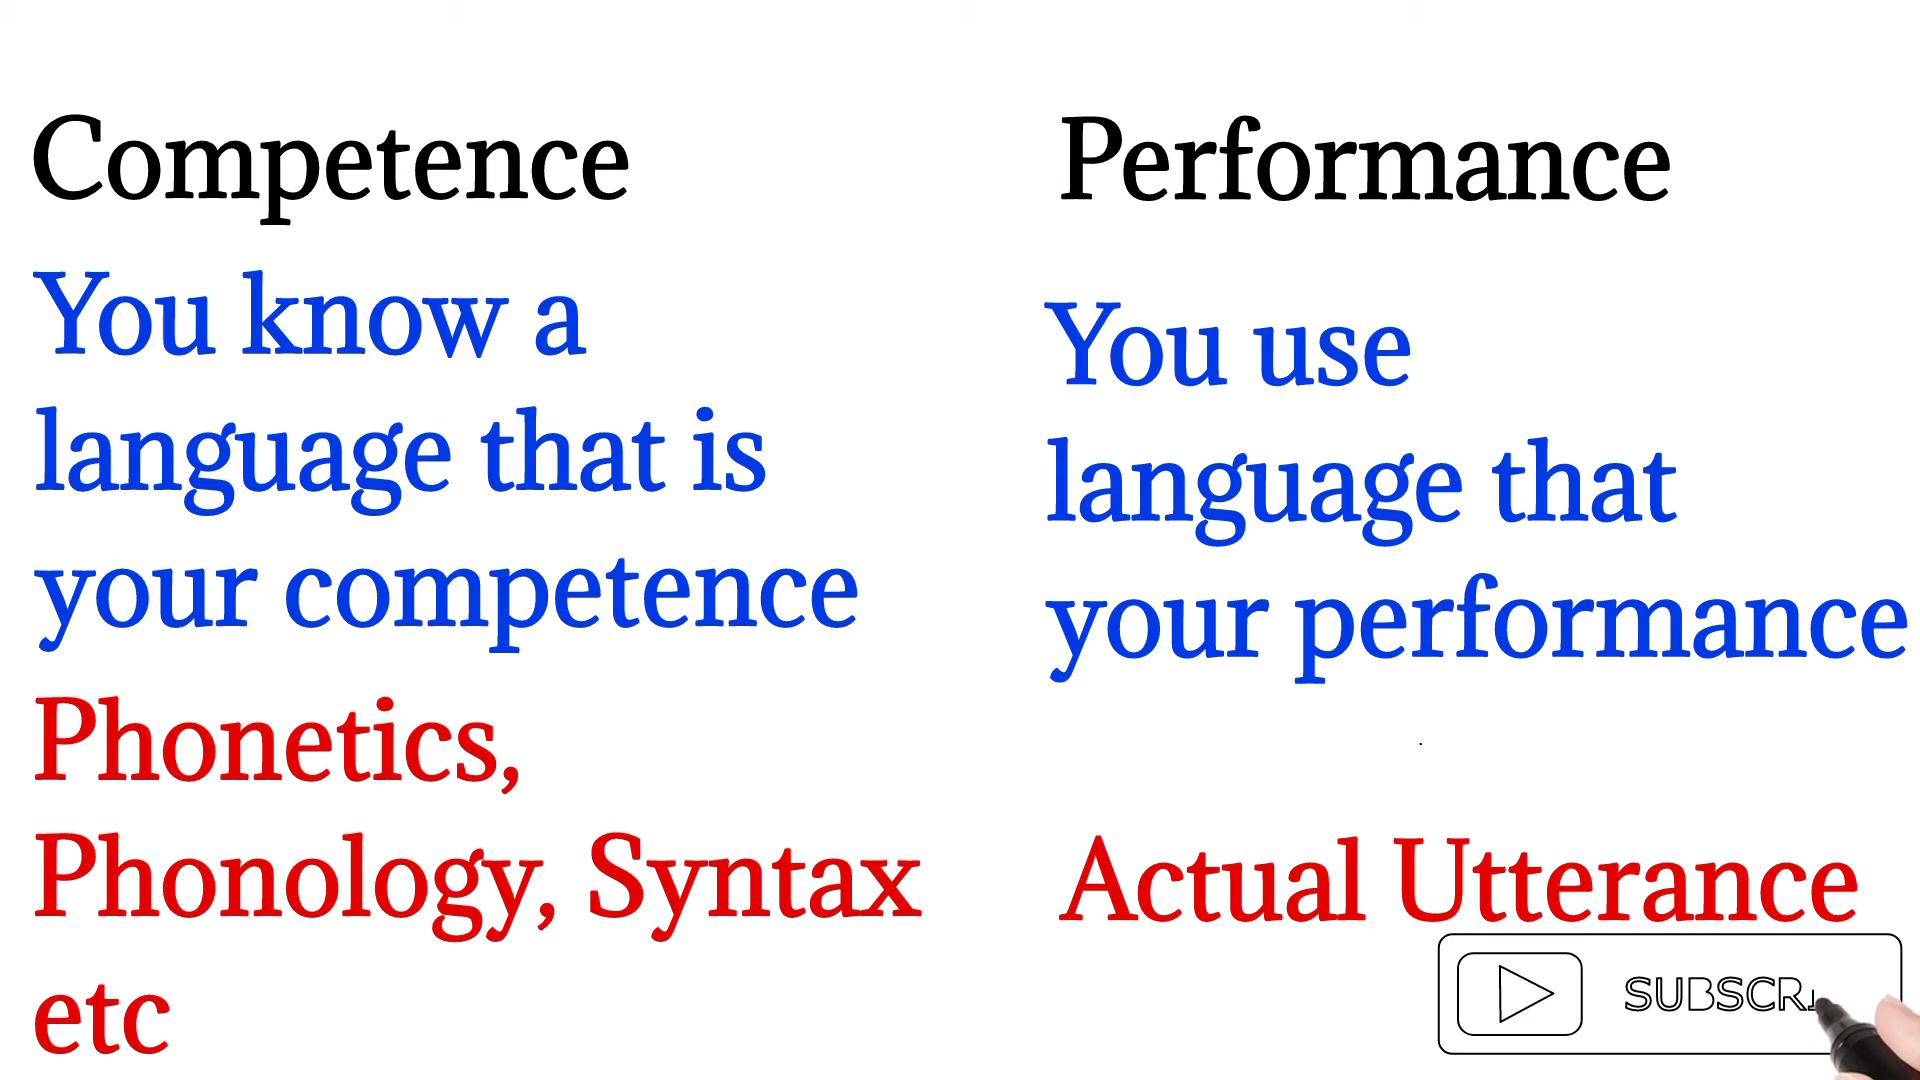 Competence
You know a
language that is
your competence
Phonetics,
Phonology, Syntax
etc
Performance
You use
language that
your performance
Actual Utterance
SUBSCR